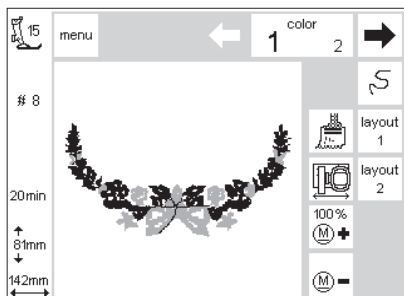 15
menu
color
1
2
# 8
layout
1
layout
2
20min
100%
M +
81mm
M -
142mm